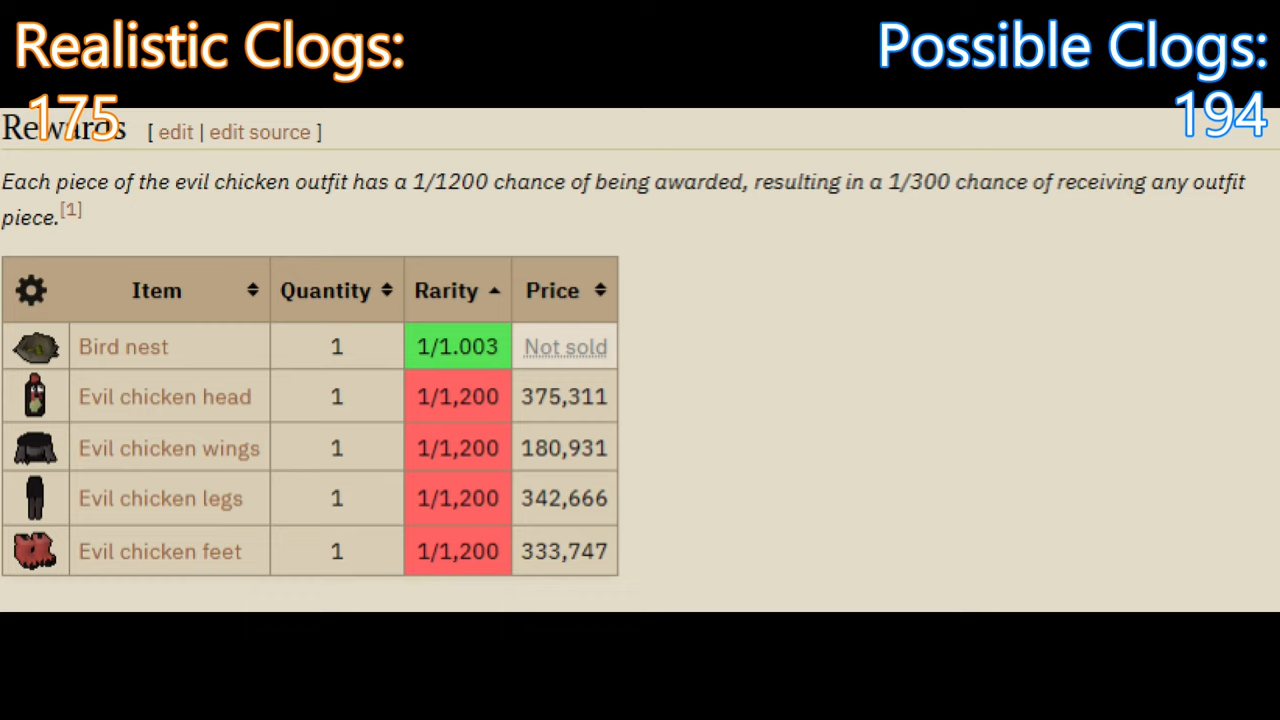 Realistic Clogs:
175
Possible Clogs:
194
Rewards [ edit | edit source ]
Each piece of the evil chicken outfit has a 1/1200 chance of being awarded, resulting in a 1/300 chance of receiving any outfit
piece.[1]
Item Quantity Rarity Price
Bird nest 1 1/1.003 Not sold
Evil chicken head 1 1/1,200 375,311
Evil chicken wings 1 1/1,200 180,931
Evil chicken legs 1 1/1,200 342,666
Evil chicken feet 1 1/1,200 333,747